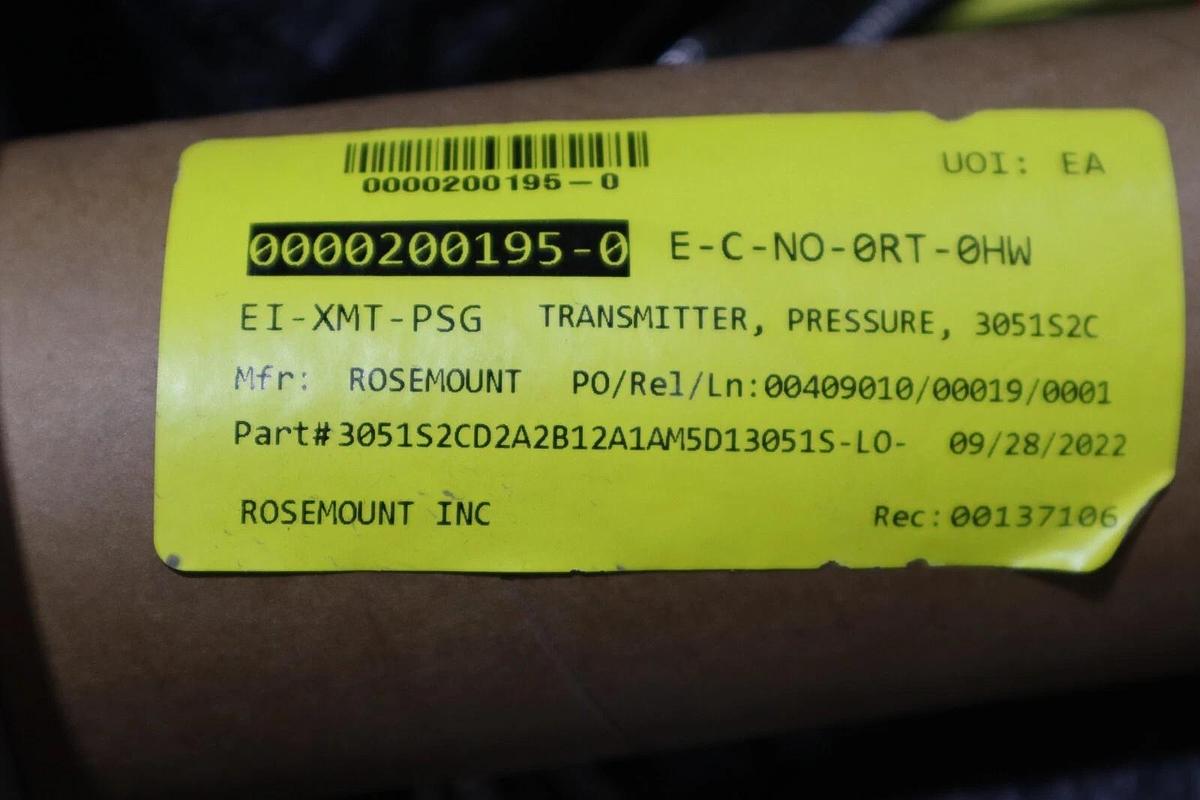 0000200195-0
UOI: EA
0000200195-0 E-C-NO-0RT-0HW
EI-XMT-PSG TRANSMITTER, PRESSURE, 3051S2C
Mfr: ROSEMOUNT PO/Rel/Ln:00409010/00019/0001
Part#3051S2CD2A2B12A1AM5D13051S-LO- 09/28/2022
ROSEMOUNT INC Rec:00137106